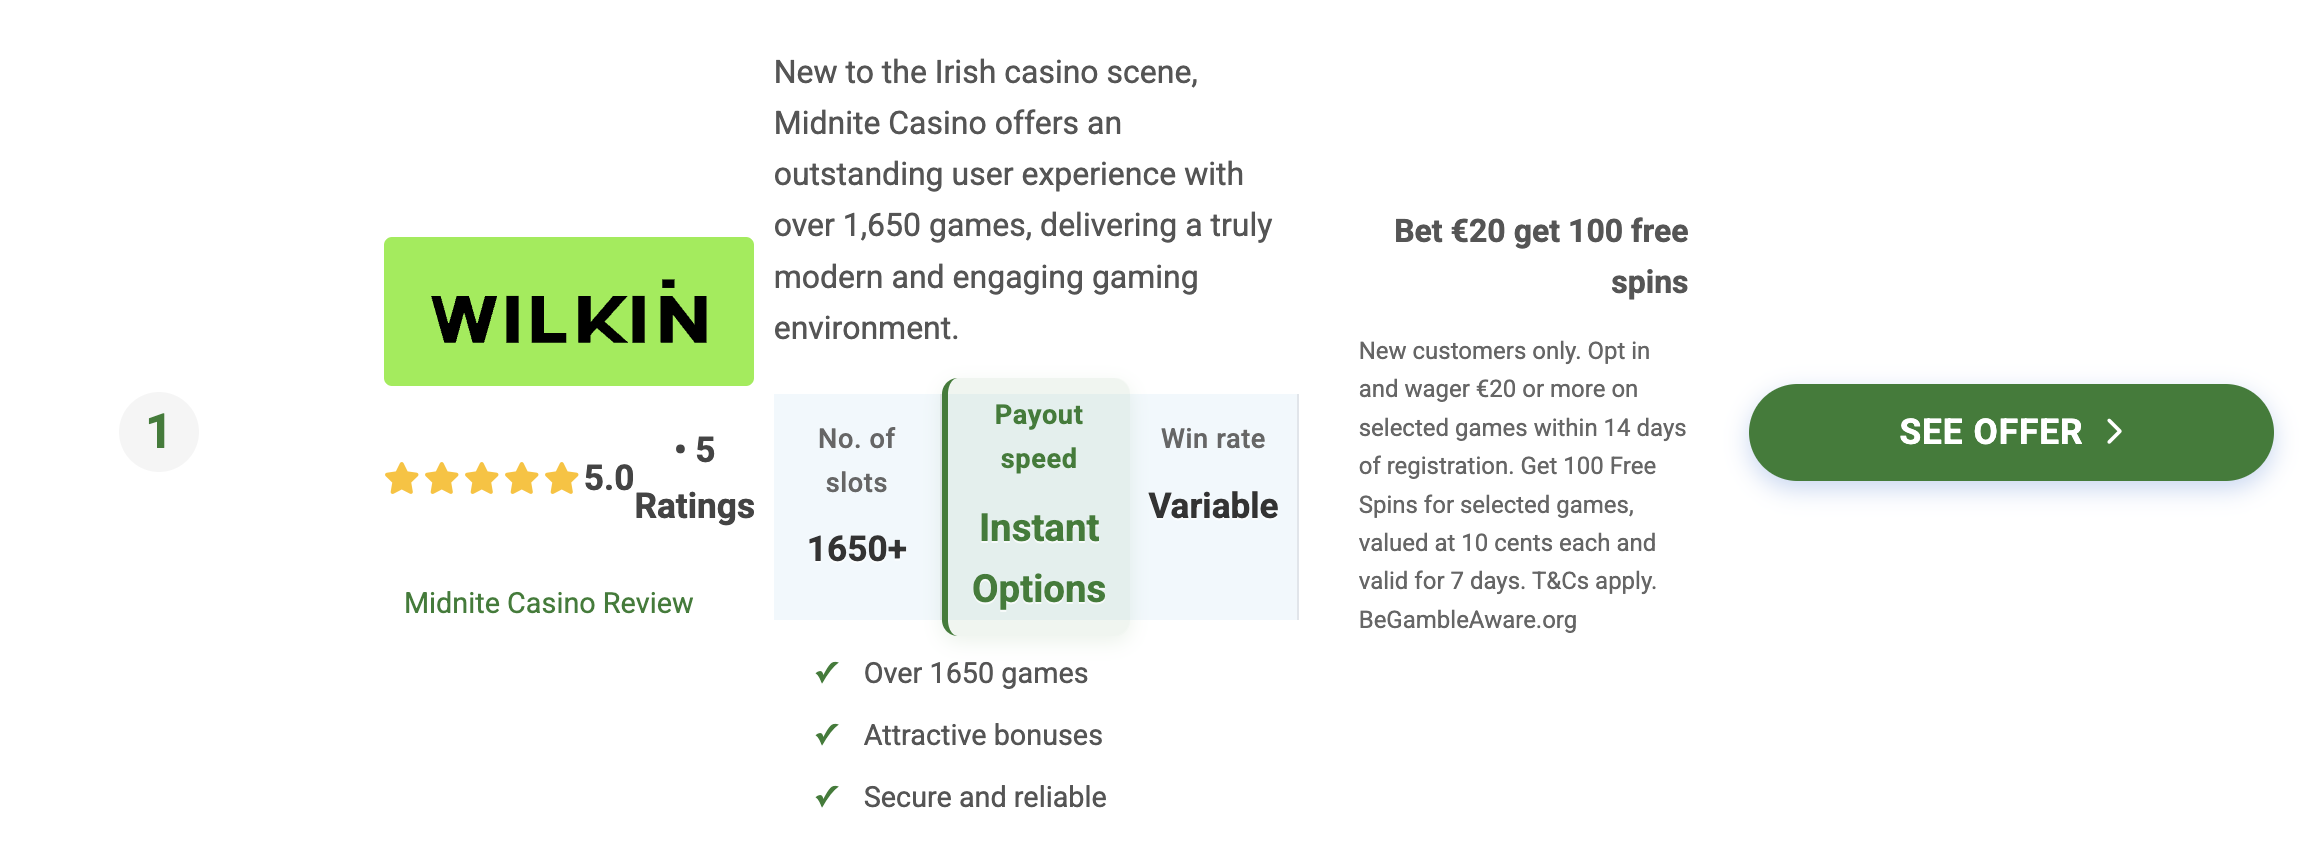 1
WILKIN
5.0
• 5
Ratings
Midnite Casino Review
New to the Irish casino scene,
Midnite Casino offers an
outstanding user experience with
over 1,650 games, delivering a truly
modern and engaging gaming
environment.
No. of
slots
1650+
Payout
speed
Instant
Options
Win rate
Variable
✓ Over 1650 games
✓ Attractive bonuses
✓ Secure and reliable
Bet €20 get 100 free
spins
New customers only. Opt in
and wager €20 or more on
selected games within 14 days
of registration. Get 100 Free
Spins for selected games,
valued at 10 cents each and
valid for 7 days. T&Cs apply.
BeGambleAware.org
SEE OFFER >